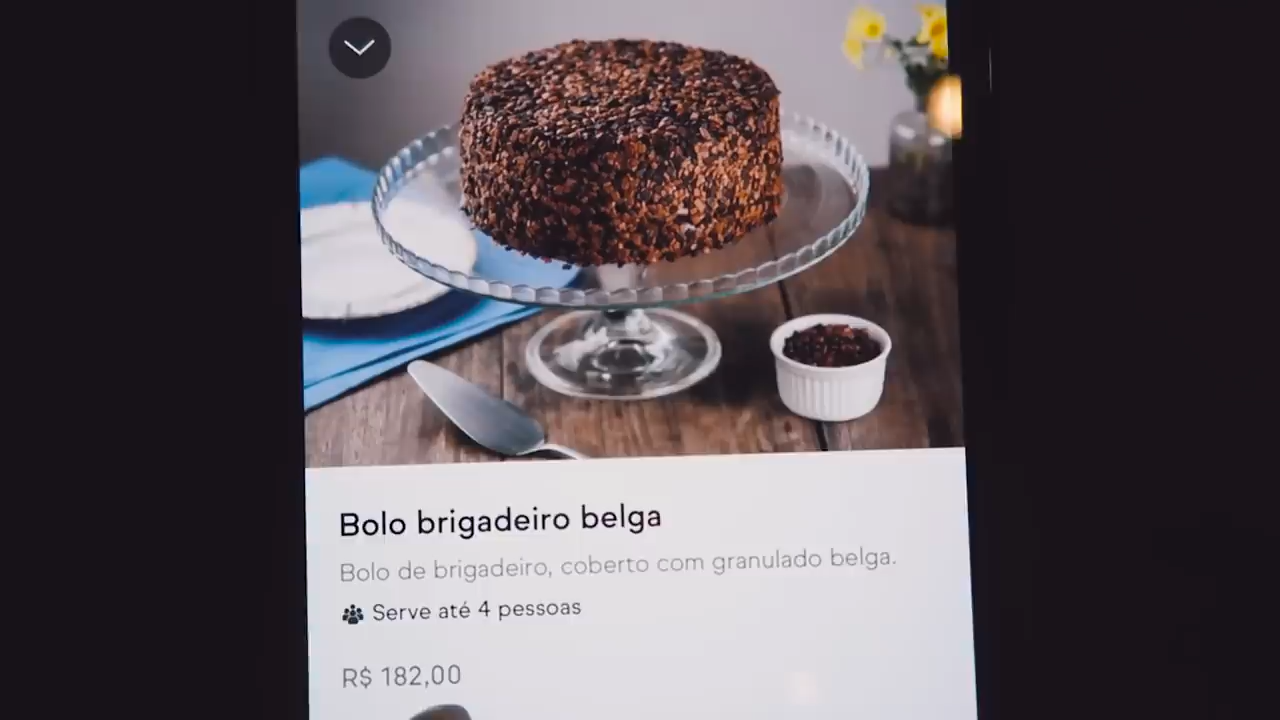 Bolo brigadeiro belga
Bolo de brigadeiro, coberto com granulado belga.
Serve até 4 pessoas
R$ 182,00